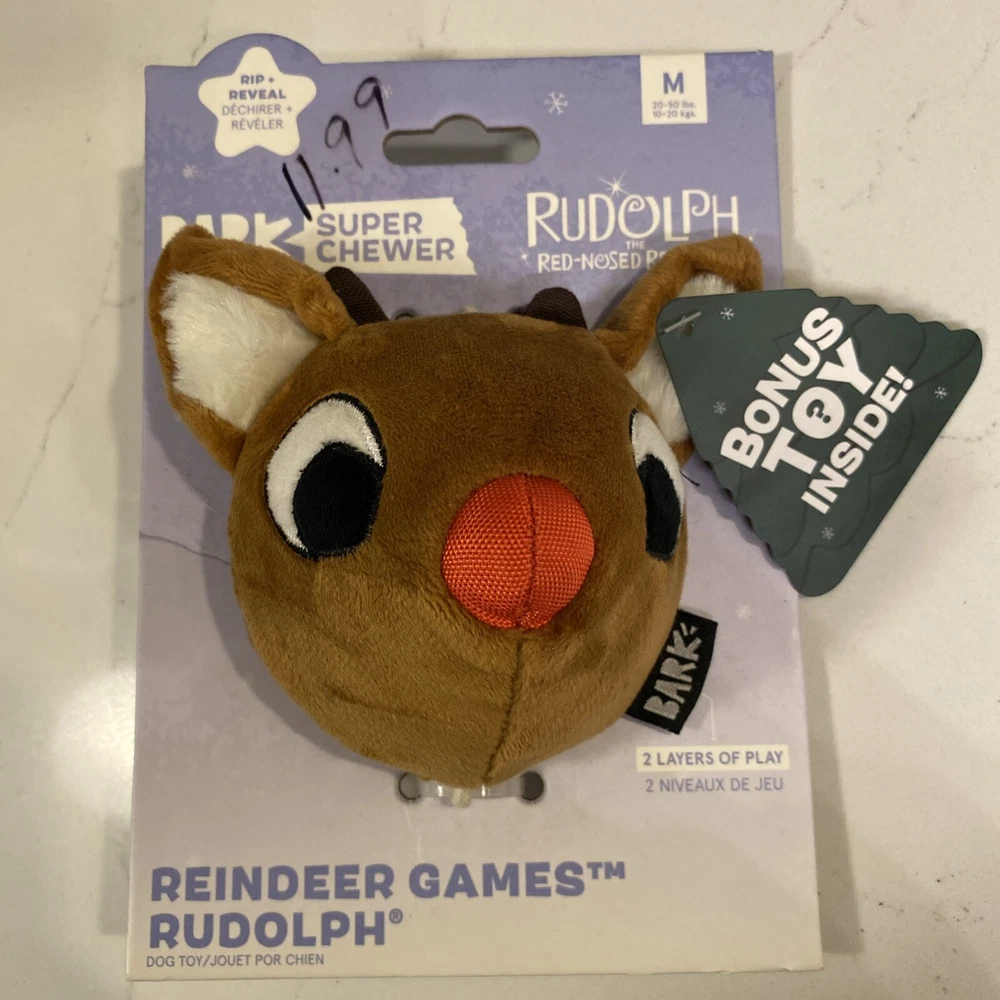 RIP +
REVEAL
DÉCHIRER +
RÉVÉLER
11.99
M
20-50 lbs.
10-20 kgs.
BARK
SUPER
CHEWER
RUDOLPH
THE
RED-NOSED RE
BONUS
TOY
INSIDE!
?
BARK
2 LAYERS OF PLAY
2 NIVEAUX DE JEU
REINDEER GAMES™
RUDOLPH®
DOG TOY/JOUET POR CHIEN